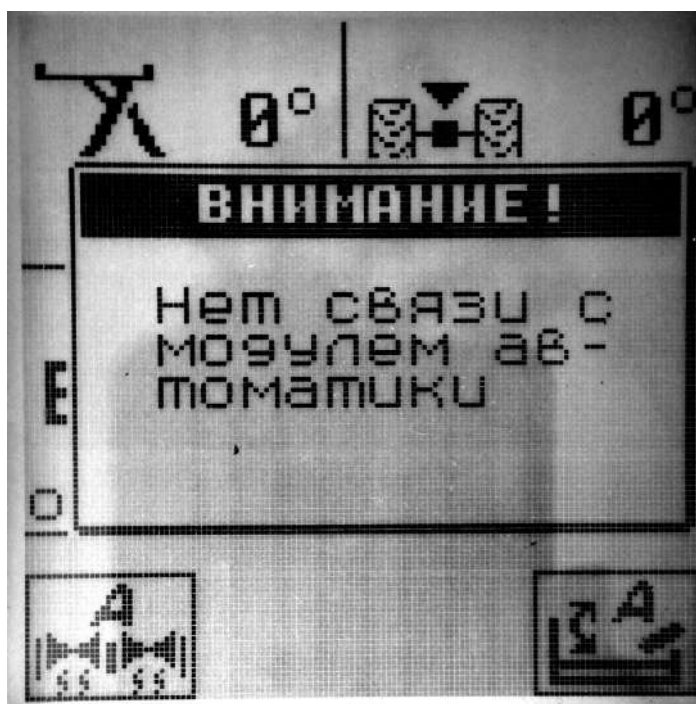 0° 0°
ВНИМАНИЕ!
Нет связи с
модулем ав-
томатики
E
A A